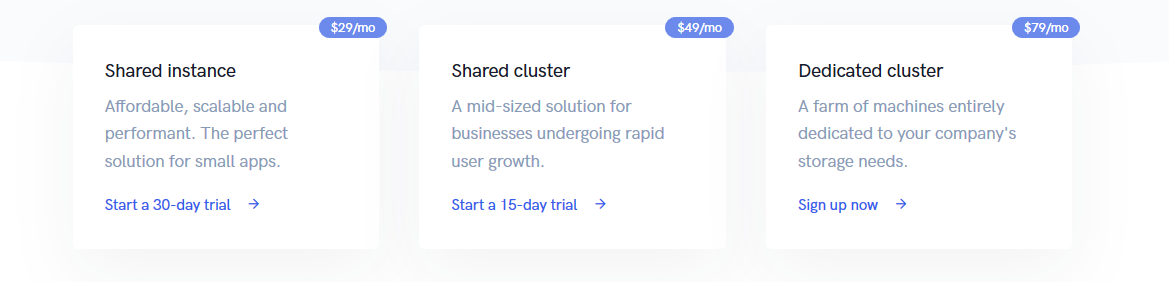 $29/mo
Shared instance
Affordable, scalable and
performant. The perfect
solution for small apps.
Start a 30-day trial →
$49/mo
Shared cluster
A mid-sized solution for
businesses undergoing rapid
user growth.
Start a 15-day trial →
$79/mo
Dedicated cluster
A farm of machines entirely
dedicated to your company's
storage needs.
Sign up now →